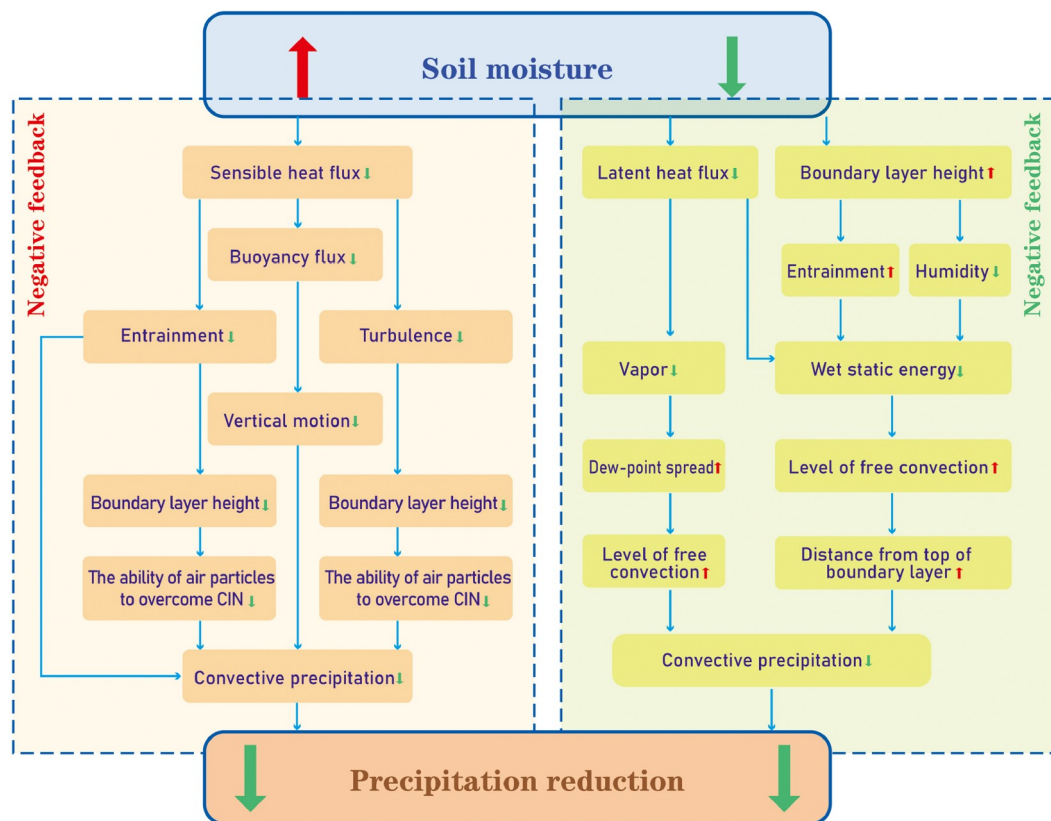 Soil moisture
Negative feedback
Sensible heat flux↓
Buoyancy flux↓
Entrainment↓
Turbulence↓
Vertical motion↓
Boundary layer height↓
Boundary layer height↓
The ability of air particles
to overcome CIN↓
The ability of air particles
to overcome CIN↓
Convective precipitation↓
Negative feedback
Latent heat flux↓
Boundary layer height↑
Entrainment↑
Humidity↓
Vapor↓
Wet static energy↓
Dew-point spread↑
Level of free convection↑
Level of free
convection↑
Distance from top of
boundary layer↑
Convective precipitation↓
Precipitation reduction